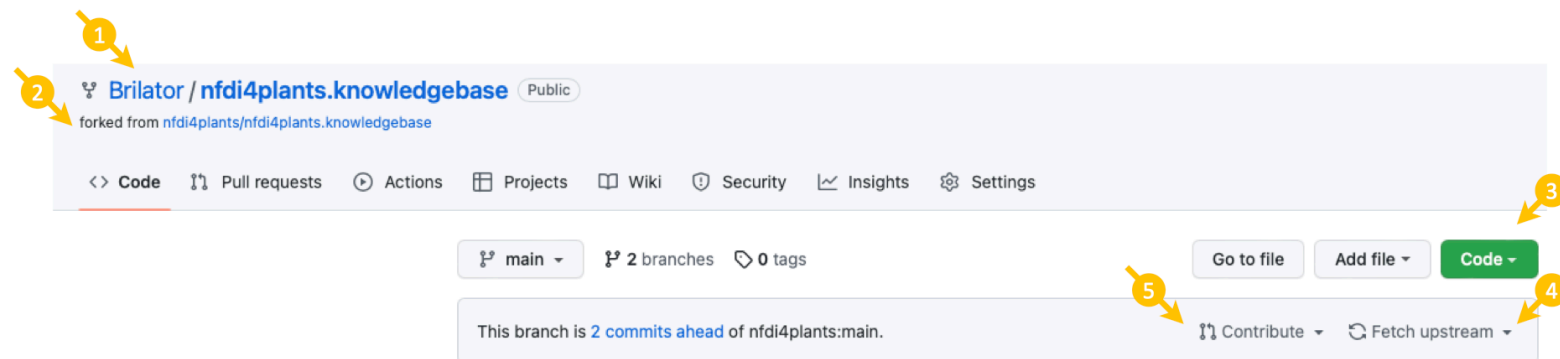 1
Brilator / nfdi4plants.knowledgebase Public
2
forked from nfdi4plants/nfdi4plants.knowledgebase
<> Code Pull requests Actions Projects Wiki Security Insights Settings
3
main 2 branches 0 tags Go to file Add file Code
5 4
This branch is 2 commits ahead of nfdi4plants:main. Contribute Fetch upstream